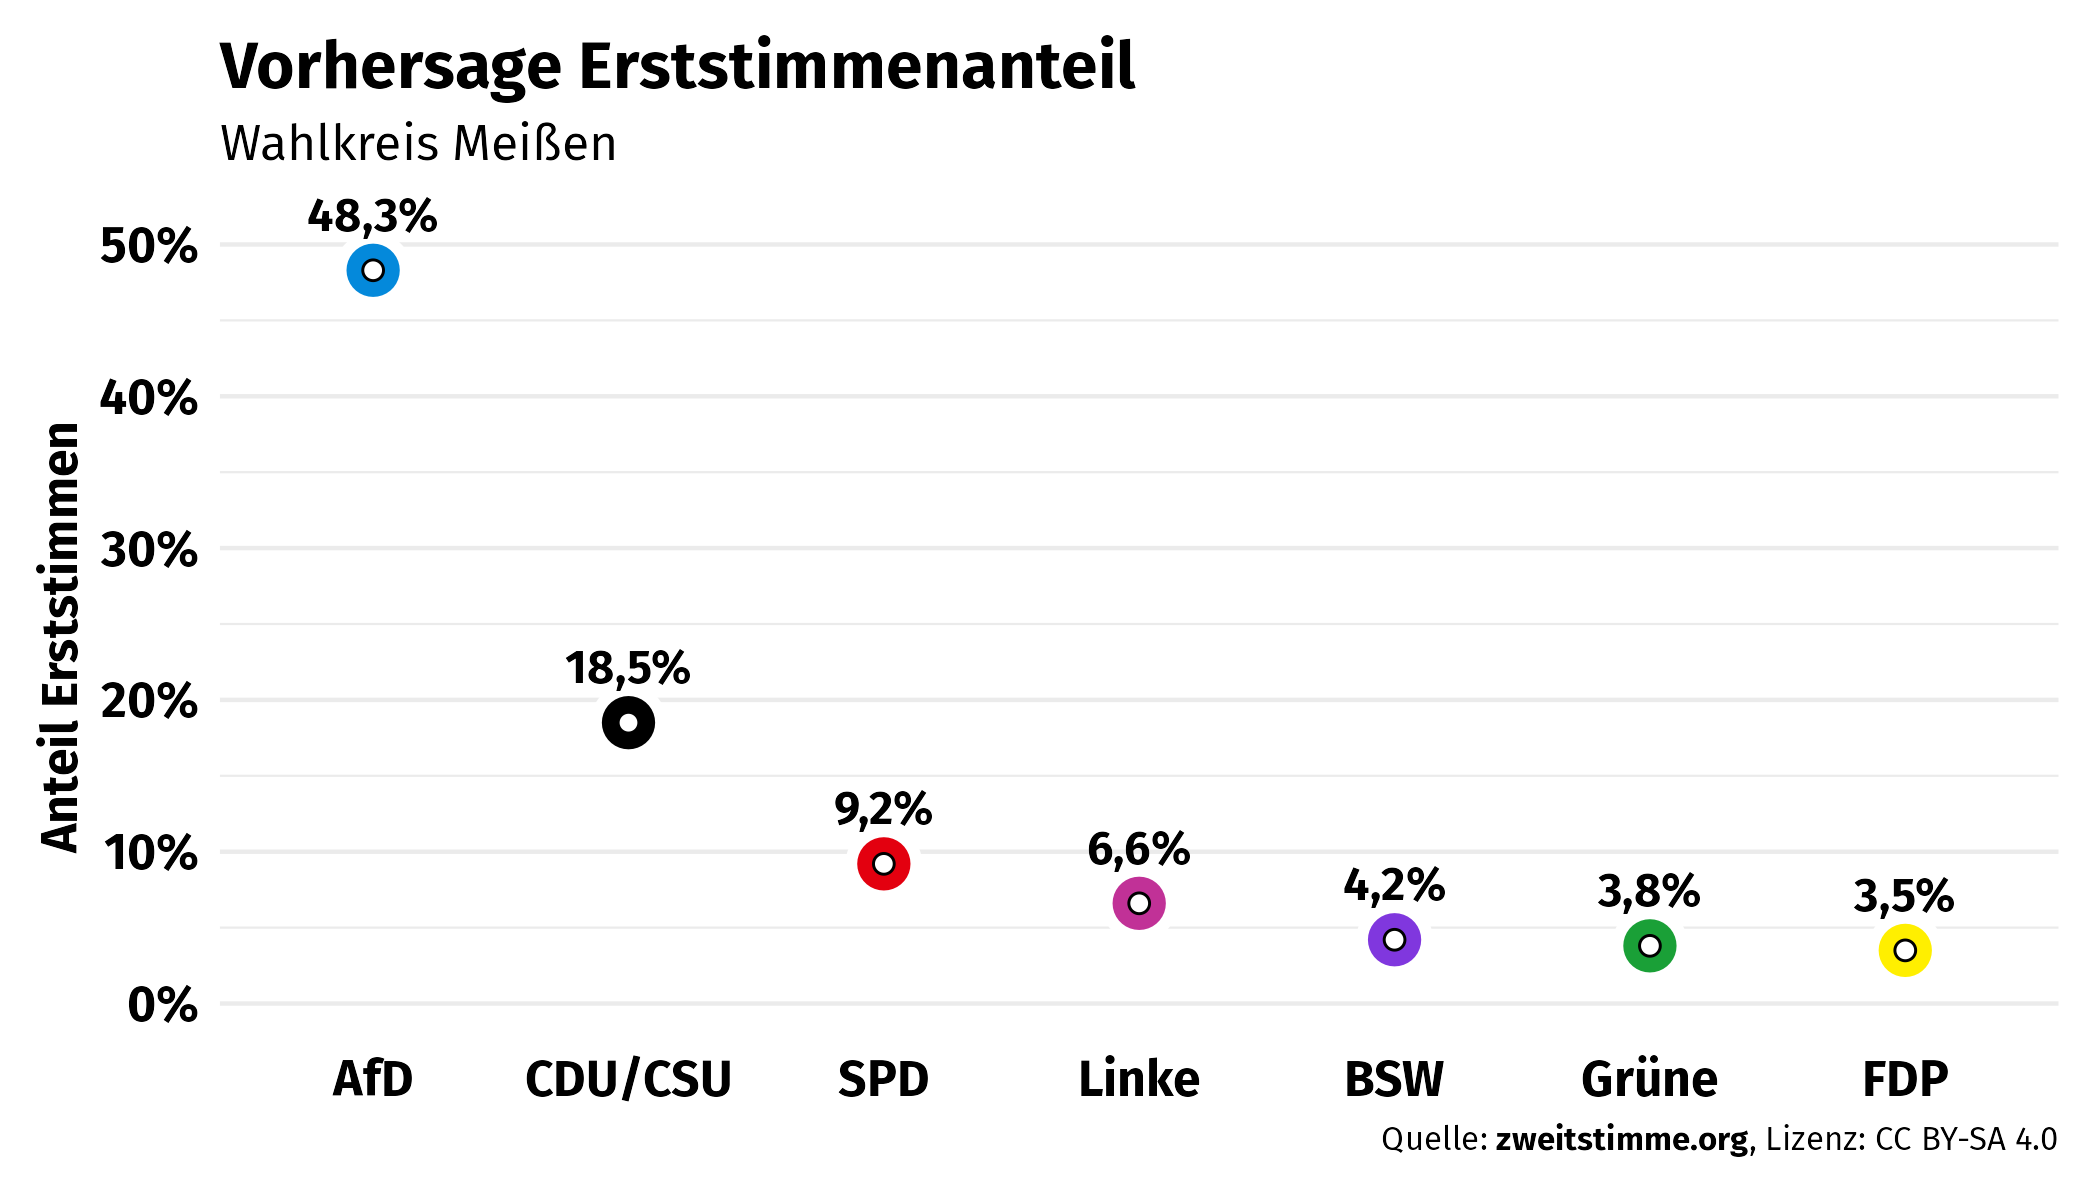 Vorhersage Erststimmenanteil
Wahlkreis Meißen
Anteil Erststimmen
50%
40%
30%
20%
10%
0%
48,3%
18,5%
9,2%
6,6%
4,2%
3,8%
3,5%
AfD
CDU/CSU
SPD
Linke
BSW
Grüne
FDP
Quelle: zweitstimme.org, Lizenz: CC BY-SA 4.0